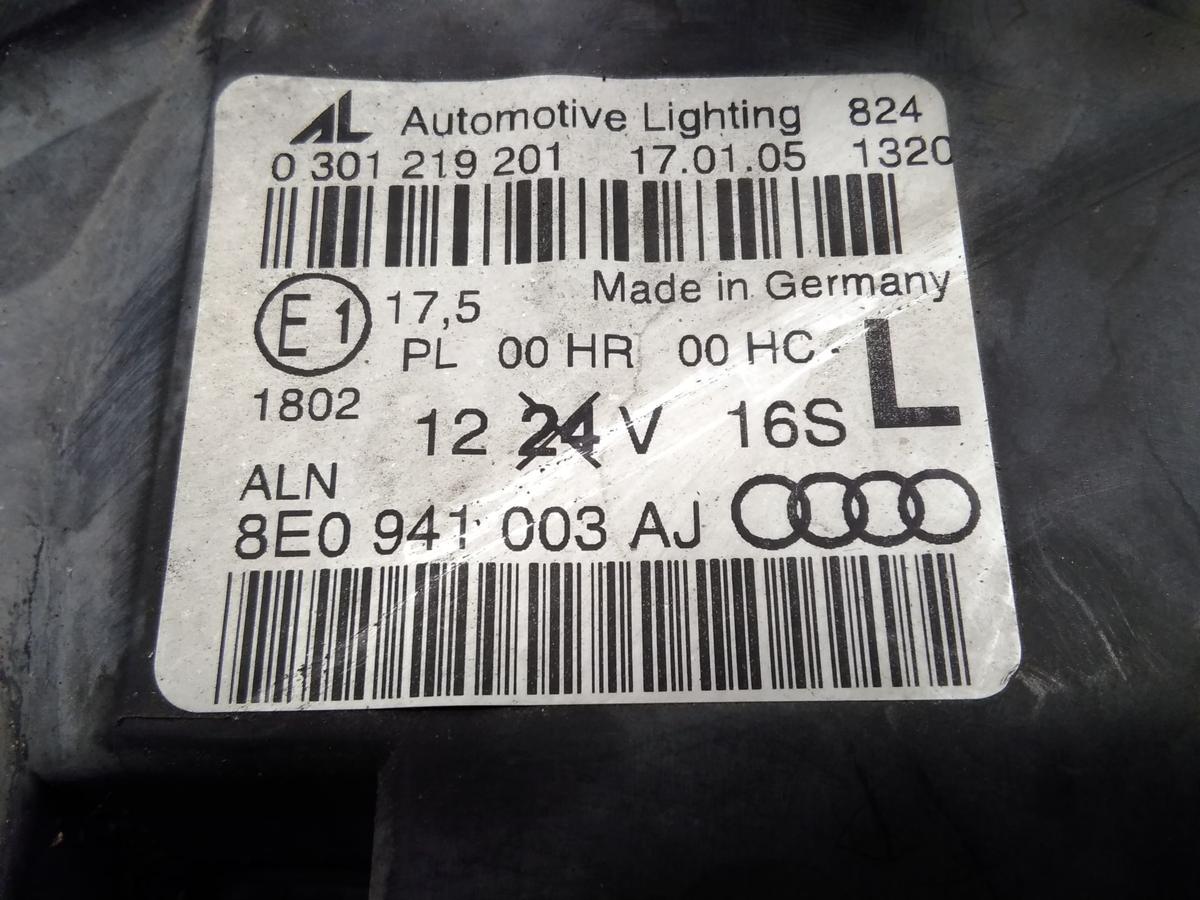 AL Automotive Lighting 824
0 301 219 201 17.01.05 1320
Made in Germany
E1 17,5
PL 00 HR 00 HC L
1802
12 24 V 16S
ALN
8E0 941 003 AJ